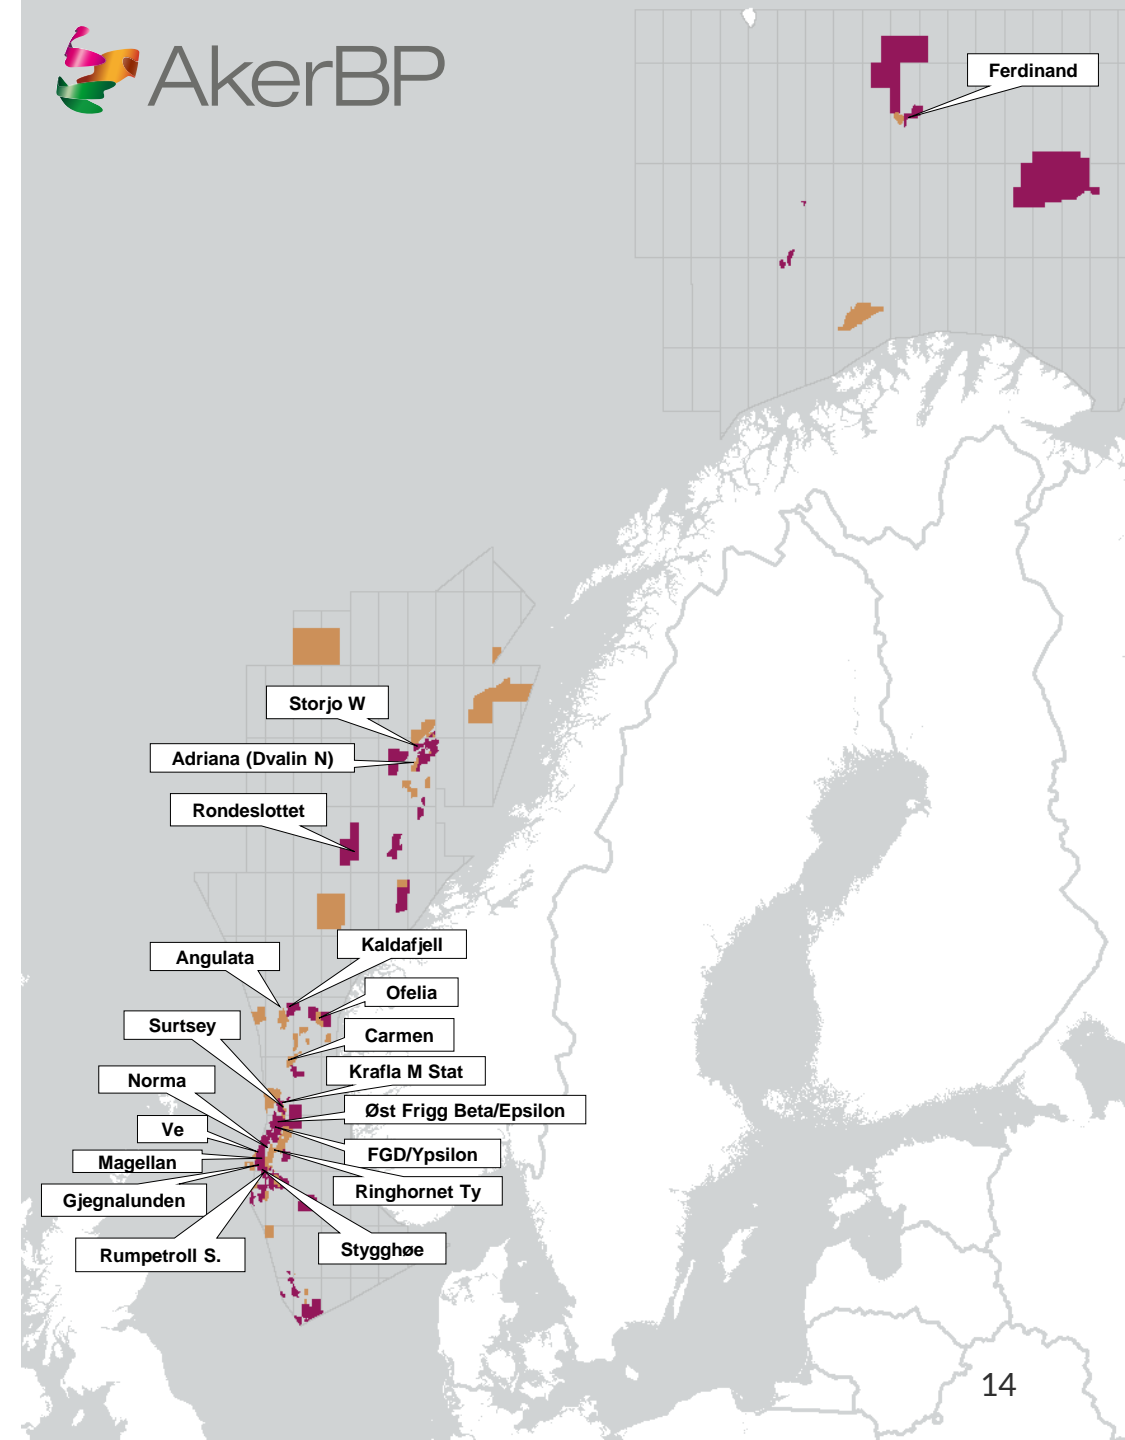 AkerBP
Ferdinand
Storjo W
Adriana (Dvalin N)
Rondeslottet
Kaldafjell
Angulata
Ofelia
Surtsey
Carmen
Krafla M Stat
Norma
Øst Frigg Beta/Epsilon
Ve
FGD/Ypsilon
Magellan
Ringhornet Ty
Gjegnalunden
Stygghøe
Rumpetroll S.
14